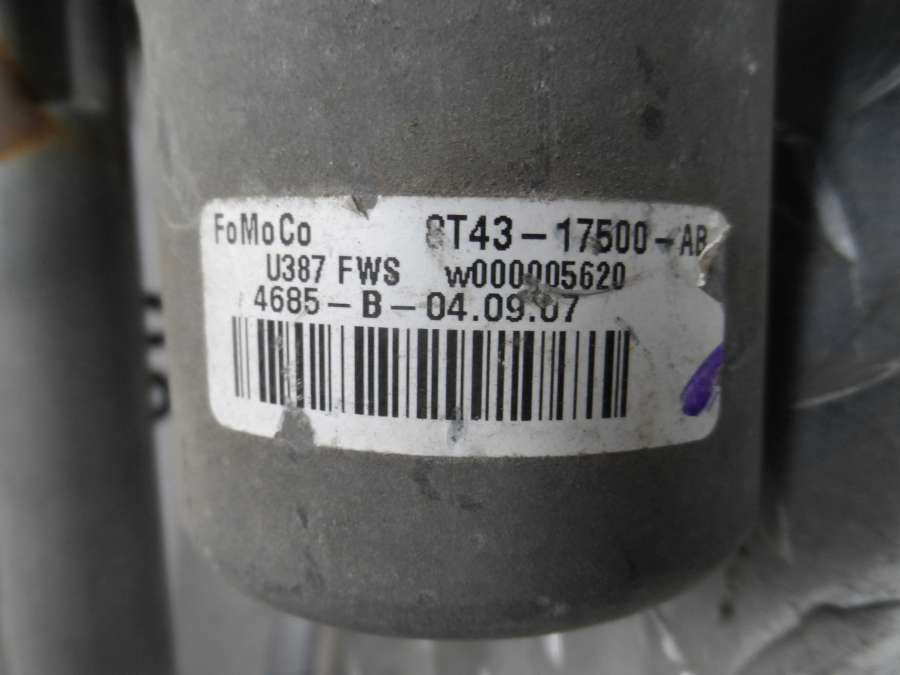 FoMoCo 8T43-17500-AB
U387 FWS w000005620
4685-B-04.09.07